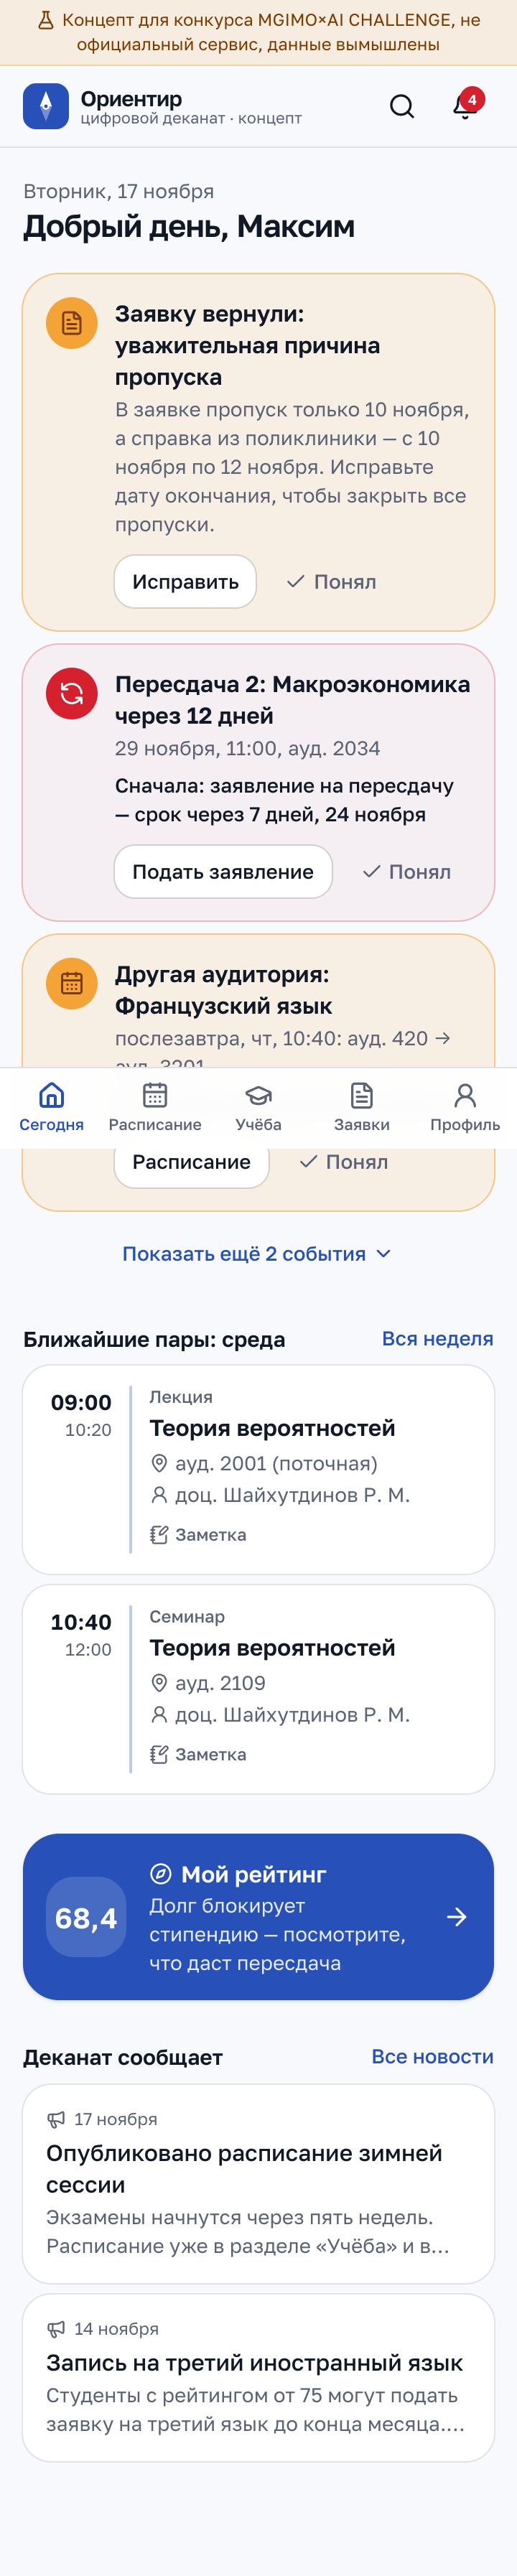 Концепт для конкурса MGIMO×AI CHALLENGE, не
официальный сервис, данные вымышлены
Ориентир
цифровой деканат · концепт
4
Вторник, 17 ноября
Добрый день, Максим
Заявку вернули:
уважительная причина
пропуска
В заявке пропуск только 10 ноября,
а справка из поликлиники — с 10
ноября по 12 ноября. Исправьте
дату окончания, чтобы закрыть все
пропуски.
Исправить
Понял
Пересдача 2: Макроэкономика
через 12 дней
29 ноября, 11:00, ауд. 2034
Сначала: заявление на пересдачу
— срок через 7 дней, 24 ноября
Подать заявление
Понял
Другая аудитория:
Французский язык
послезавтра, чт, 10:40: ауд. 420 →
ауд. 3201
Сегодня
Расписание
Учёба
Заявки
Профиль
Расписание
Понял
Показать ещё 2 события
Ближайшие пары: среда
Вся неделя
09:00
10:20
Лекция
Теория вероятностей
ауд. 2001 (поточная)
доц. Шайхутдинов Р. М.
Заметка
10:40
12:00
Семинар
Теория вероятностей
ауд. 2109
доц. Шайхутдинов Р. М.
Заметка
68,4
Мой рейтинг
Долг блокирует
стипендию — посмотрите,
что даст пересдача
Деканат сообщает
Все новости
17 ноября
Опубликовано расписание зимней
сессии
Экзамены начнутся через пять недель.
Расписание уже в разделе «Учёба» и в…
14 ноября
Запись на третий иностранный язык
Студенты с рейтингом от 75 могут подать
заявку на третий язык до конца месяца.…